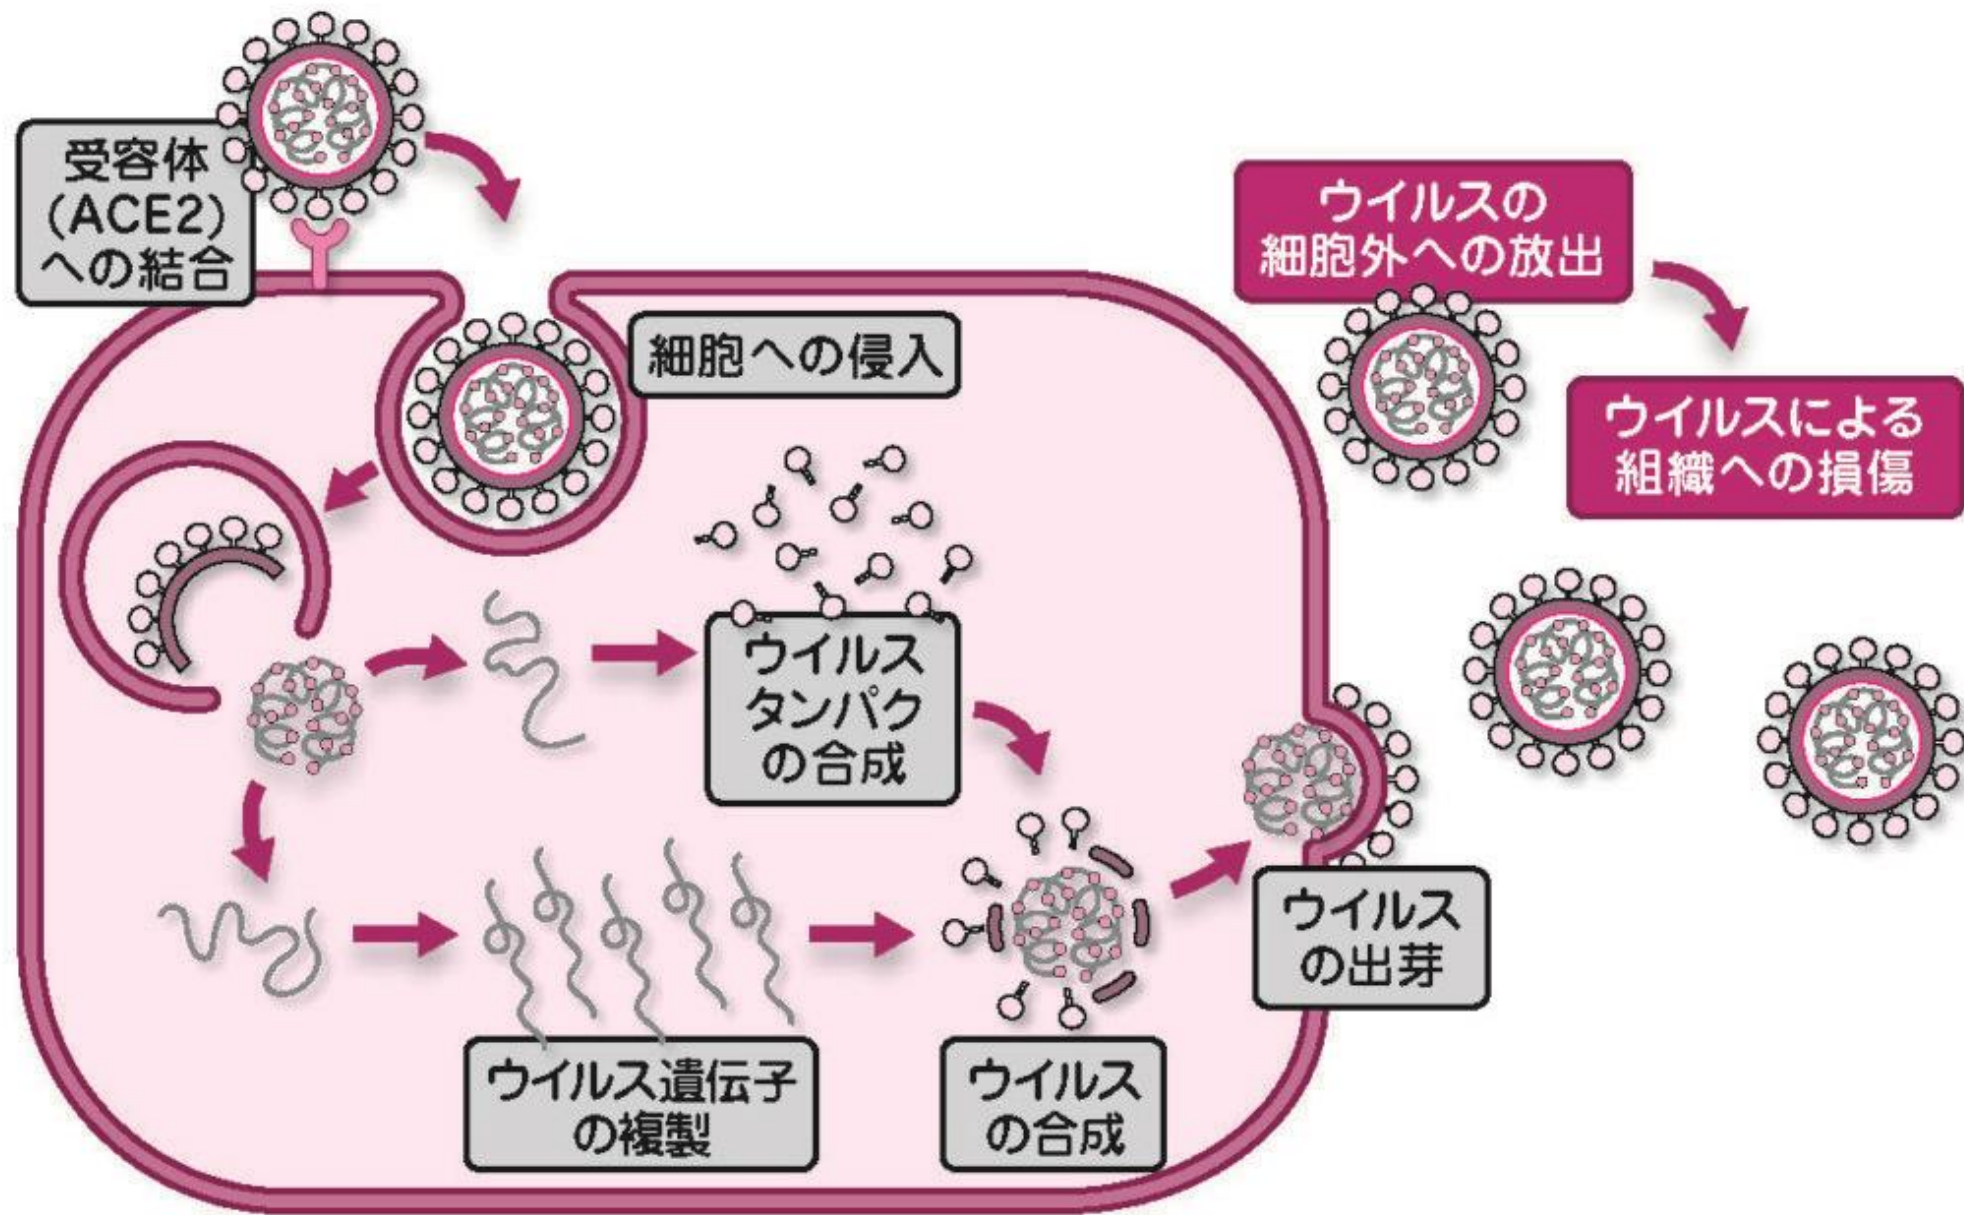 受容体
(ACE2)
への結合
細胞への侵入
ウイルス
タンパク
の合成
ウイルス遺伝子
の複製
ウイルス
の合成
ウイルス
の出芽
ウイルスの
細胞外への放出
ウイルスによる
組織への損傷